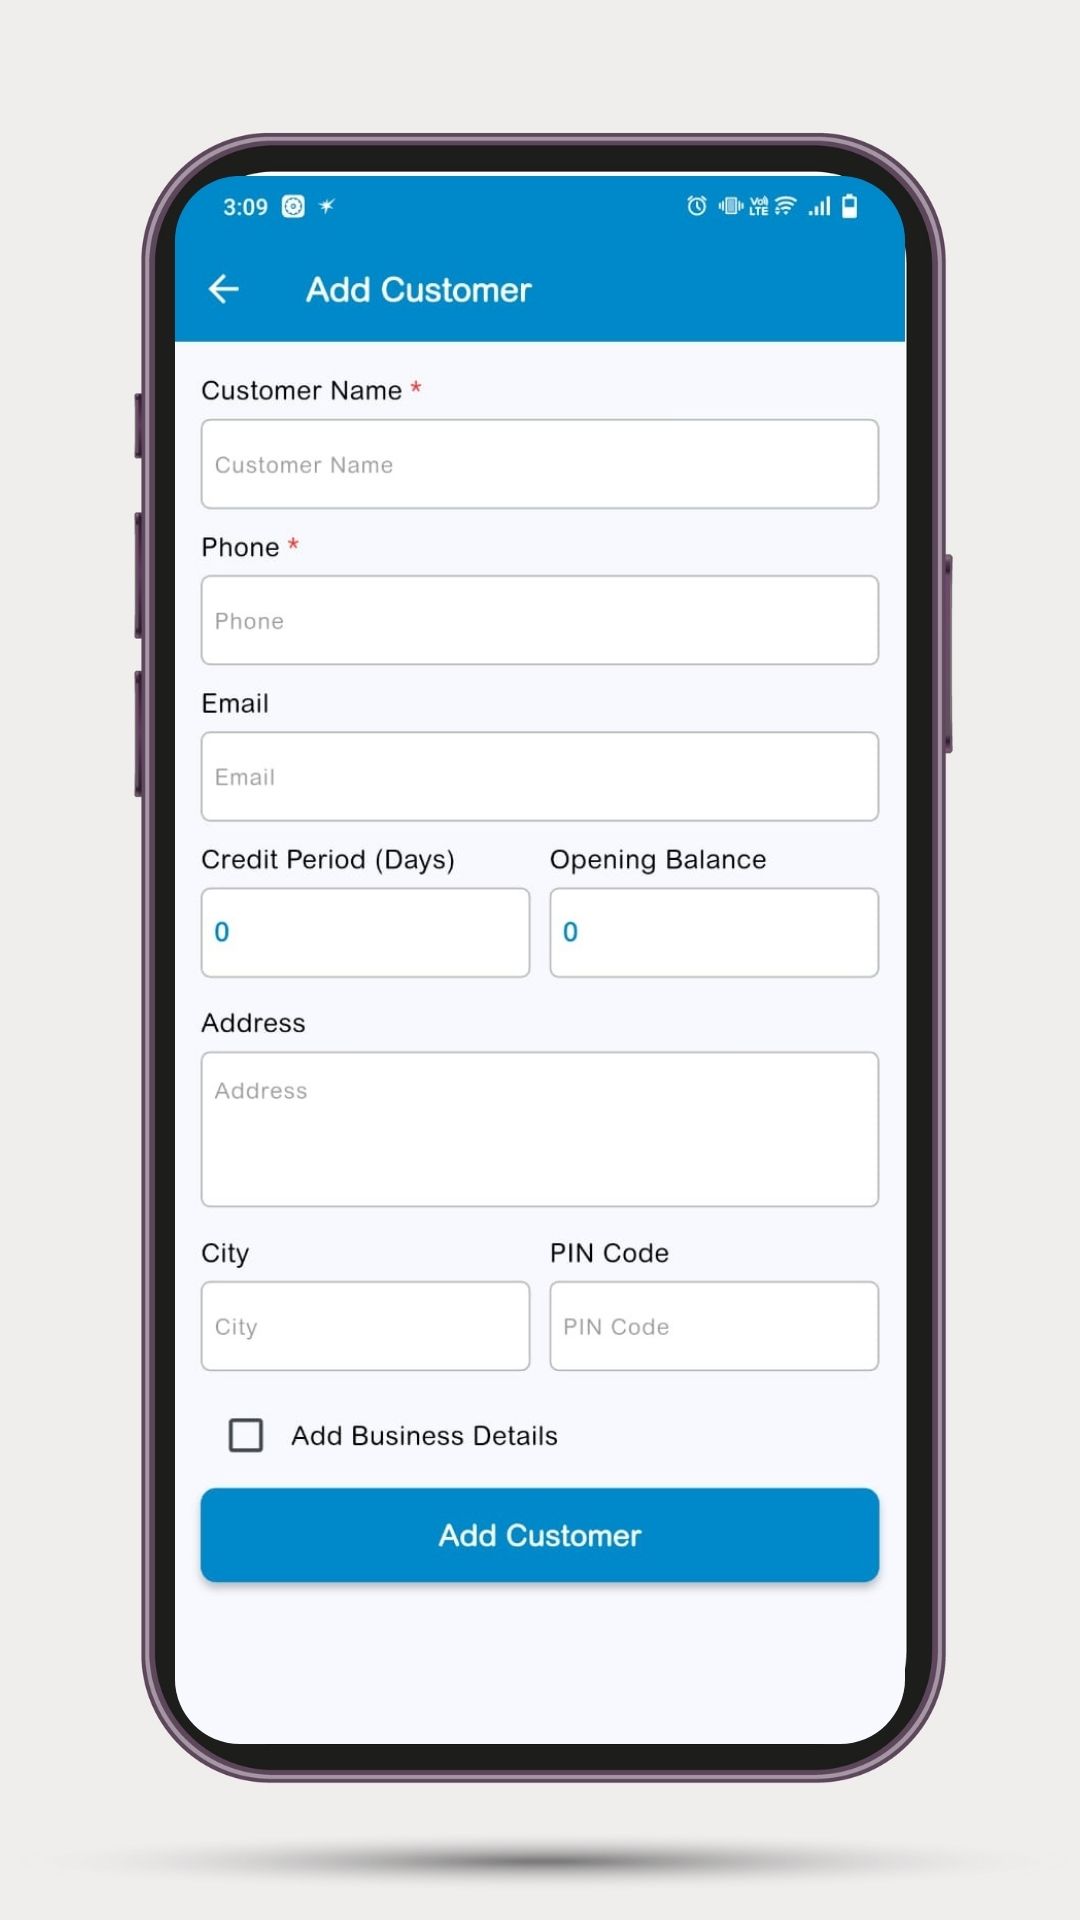 3:09 Vo) LTE
Add Customer
Customer Name *
Customer Name
Phone *
Phone
Email
Email
Credit Period (Days) Opening Balance
0 0
Address
Address
City PIN Code
City PIN Code
Add Business Details
Add Customer